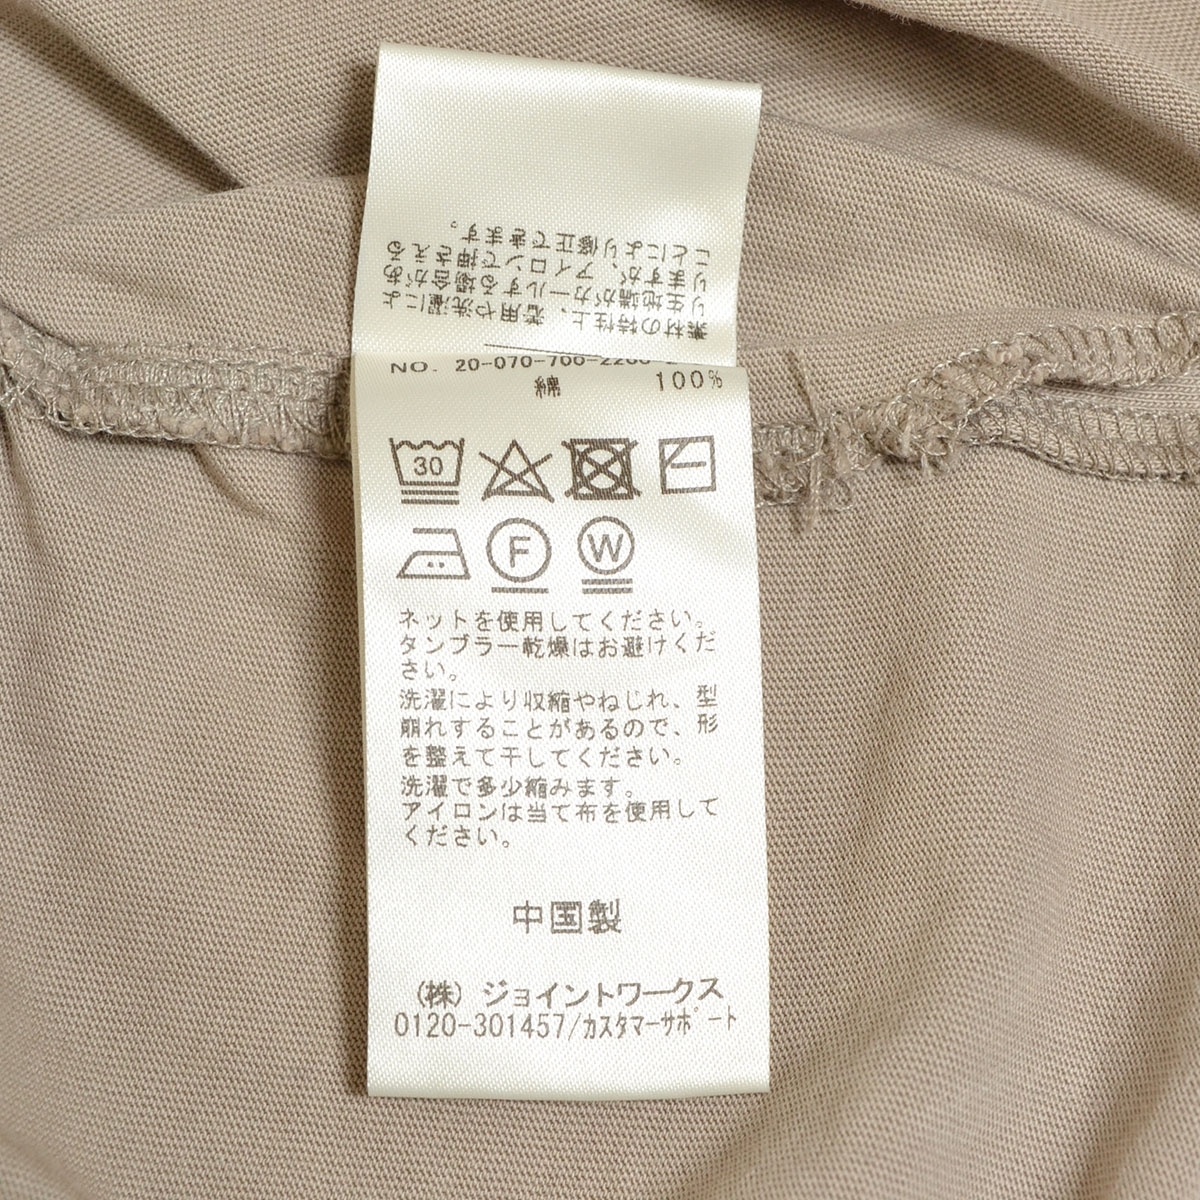 素材の特性上、着用や洗濯によ
り生地端がカールする場合があ
りますが、アイロンで押さえる
ことにより修正できます。
NO. 20-070-700-2200
綿 100%
30
F
W
ネットを使用してください。
タンブラー乾燥はお避けくだ
さい。
洗濯により収縮やねじれ、型
崩れすることがあるので、形
を整えて干してください。
洗濯で多少縮みます。
アイロンは当て布を使用して
ください。
中国製
(株) ジョイントワークス
0120-301457/カスタマーサポート